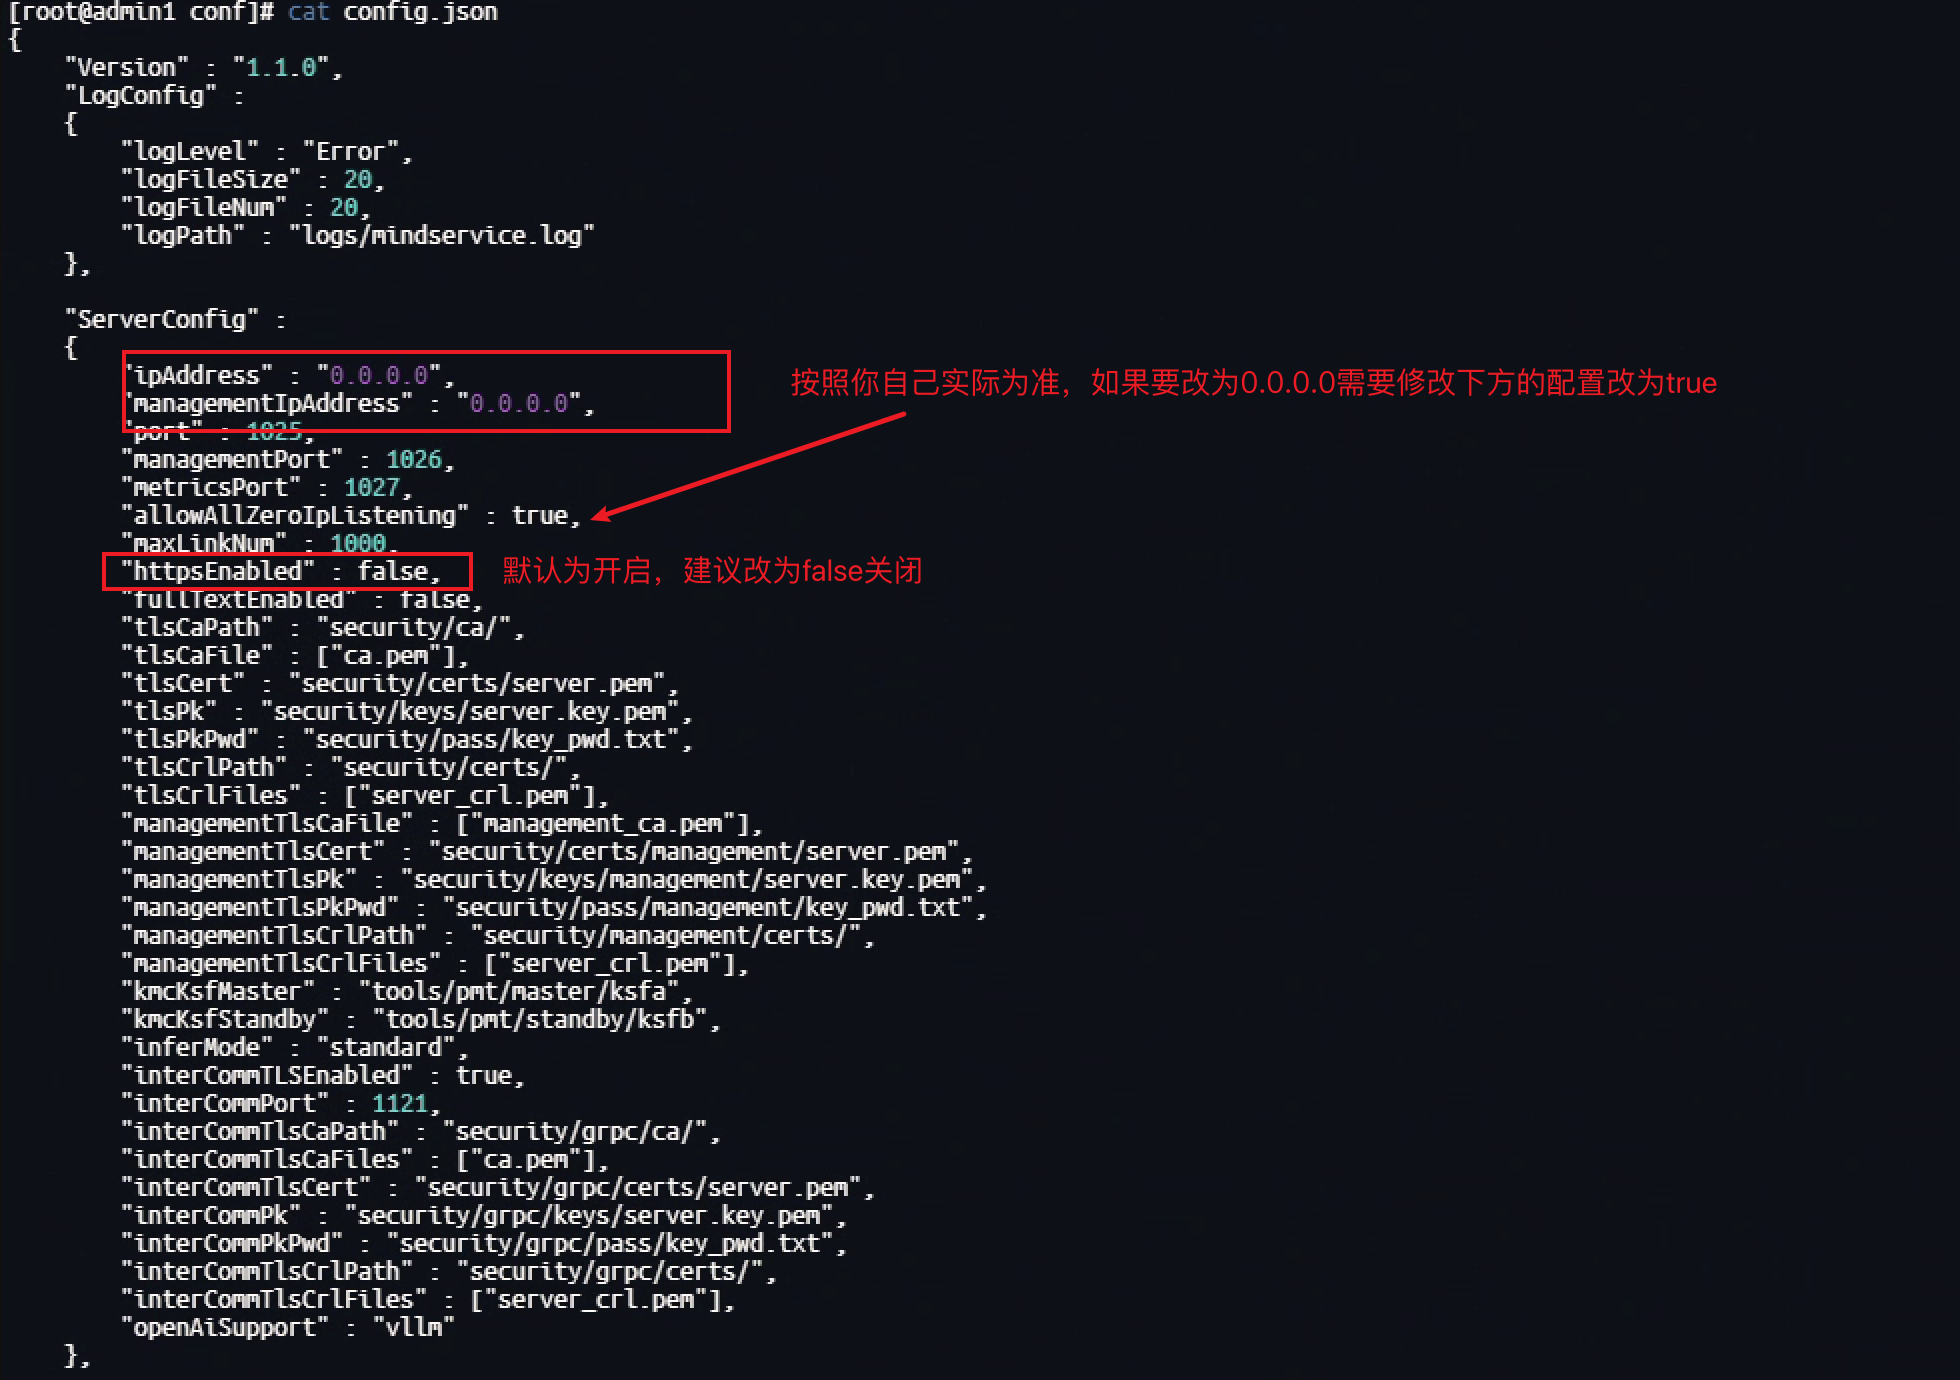 [root@admin1 conf]# cat config.json
{
    "Version" : "1.1.0",
    "LogConfig" :
    {
        "logLevel" : "Error",
        "logFileSize" : 20,
        "logFileNum" : 20,
        "logPath" : "logs/mindservice.log"
    },

    "ServerConfig" :
    {
        "ipAddress" : "0.0.0.0",
按照你自己实际为准，如果要改为0.0.0.0需要修改下方的配置改为true
        "managementIpAddress" : "0.0.0.0",
        "port" : 1025,
        "managementPort" : 1026,
        "metricsPort" : 1027,
        "allowAllZeroIpListening" : true,
        "maxLinkNum" : 1000,
        "httpsEnabled" : false,
默认为开启，建议改为false关闭
        "fullTextEnabled" : false,
        "tlsCaPath" : "security/ca/",
        "tlsCaFile" : ["ca.pem"],
        "tlsCert" : "security/certs/server.pem",
        "tlsPk" : "security/keys/server.key.pem",
        "tlsPkPwd" : "security/pass/key_pwd.txt",
        "tlsCrlPath" : "security/certs/",
        "tlsCrlFiles" : ["server_crl.pem"],
        "managementTlsCaFile" : ["management_ca.pem"],
        "managementTlsCert" : "security/certs/management/server.pem",
        "managementTlsPk" : "security/keys/management/server.key.pem",
        "managementTlsPkPwd" : "security/pass/management/key_pwd.txt",
        "managementTlsCrlPath" : "security/management/certs/",
        "managementTlsCrlFiles" : ["server_crl.pem"],
        "kmcKsfMaster" : "tools/pmt/master/ksfa",
        "kmcKsfStandby" : "tools/pmt/standby/ksfb",
        "inferMode" : "standard",
        "interCommTLSEnabled" : true,
        "interCommPort" : 1121,
        "interCommTlsCaPath" : "security/grpc/ca/",
        "interCommTlsCaFiles" : ["ca.pem"],
        "interCommTlsCert" : "security/grpc/certs/server.pem",
        "interCommPk" : "security/grpc/keys/server.key.pem",
        "interCommPkPwd" : "security/grpc/pass/key_pwd.txt",
        "interCommTlsCrlPath" : "security/grpc/certs/",
        "interCommTlsCrlFiles" : ["server_crl.pem"],
        "openAiSupport" : "vllm"
    },